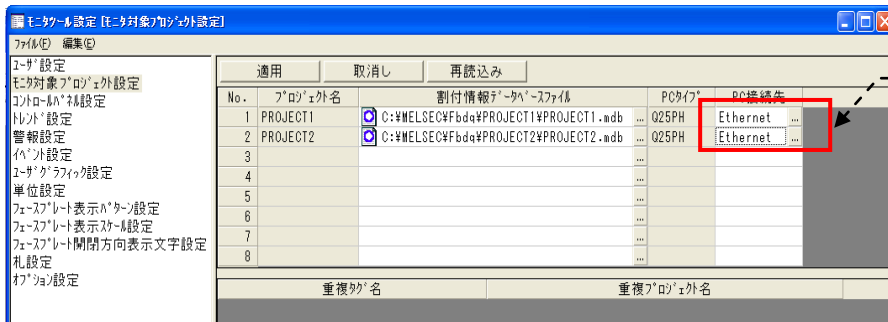 ﾓﾆﾀﾂｰﾙ設定 [ﾓﾆﾀ対象ﾌﾟﾛｼﾞｪｸﾄ設定]
ﾌｧｲﾙ(F) 編集(E)
ﾕｰｻﾞ設定
ﾓﾆﾀ対象ﾌﾟﾛｼﾞｪｸﾄ設定
ｺﾝﾄﾛｰﾙﾊﾟﾈﾙ設定
ﾄﾚﾝﾄﾞ設定
警報設定
ｲﾍﾞﾝﾄ設定
ﾕｰｻﾞｸﾞﾗﾌｨｯｸ設定
単位設定
ﾌｪｰｽﾌﾟﾚｰﾄ表示ﾊﾟﾀｰﾝ設定
ﾌｪｰｽﾌﾟﾚｰﾄ表示ｽｹｰﾙ設定
ﾌｪｰｽﾌﾟﾚｰﾄ開閉方向表示文字設定
札設定
ｵﾌﾟｼｮﾝ設定
適用 取消し 再読込み
No. ﾌﾟﾛｼﾞｪｸﾄ名 割付情報ﾃﾞｰﾀﾍﾞｰｽﾌｧｲﾙ PCﾀｲﾌﾟ PC接続先
1 PROJECT1 C:¥MELSEC¥Fbdq¥PROJECT1¥PROJECT1.mdb ... Q25PH Ethernet ...
2 PROJECT2 C:¥MELSEC¥Fbdq¥PROJECT2¥PROJECT2.mdb ... Q25PH Ethernet ...
3 ...
4 ...
5 ...
6 ...
7 ...
8 ...
重複ﾀｸﾞ名 重複ﾌﾟﾛｼﾞｪｸﾄ名